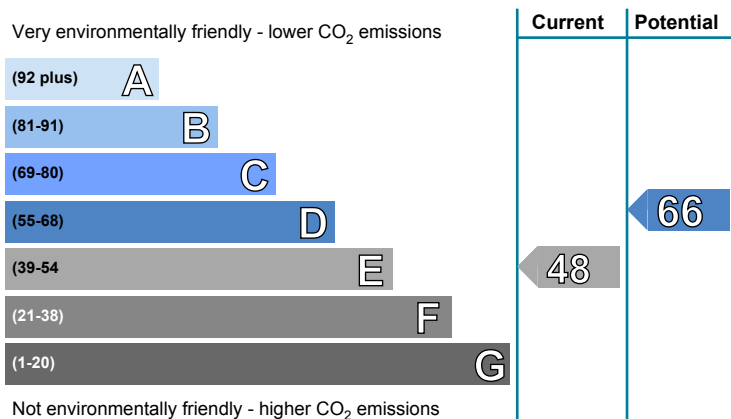 Very environmentally friendly - lower CO2 emissions
Current
Potential
(92 plus) A
(81-91) B
(69-80) C
(55-68) D
66
(39-54 E
48
(21-38) F
(1-20) G
Not environmentally friendly - higher CO2 emissions